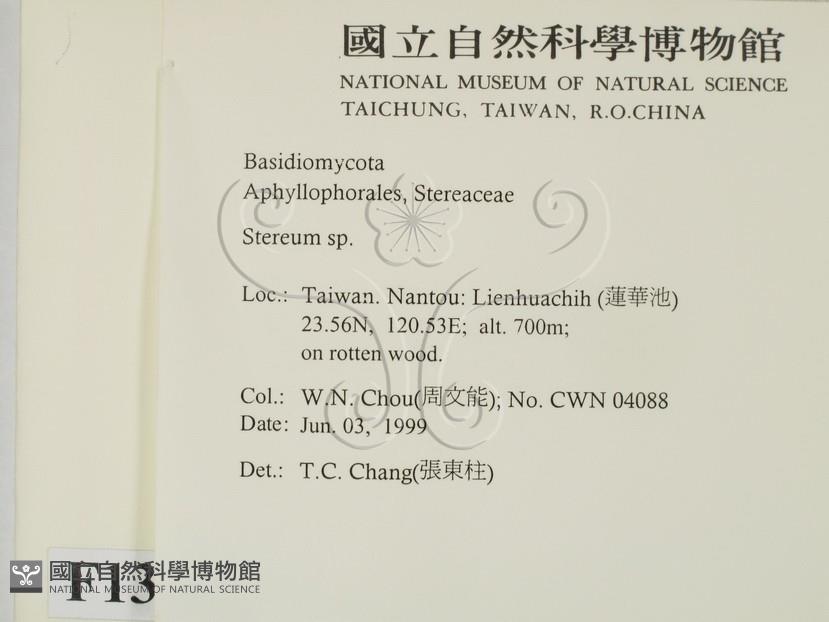 國立自然科學博物館
NATIONAL MUSEUM OF NATURAL SCIENCE
TAICHUNG, TAIWAN, R.O.CHINA
Basidiomycota
Aphyllophorales, Stereaceae
Stereum sp.
Loc.: Taiwan. Nantou: Lienhuachih (蓮華池)
23.56N, 120.53E; alt. 700m;
on rotten wood.
Col.: W.N. Chou(周文能); No. CWN 04088
Date: Jun. 03, 1999
Det.: T.C. Chang(張東柱)
F13
國立自然科學博物館
NATIONAL MUSEUM OF NATURAL SCIENCE